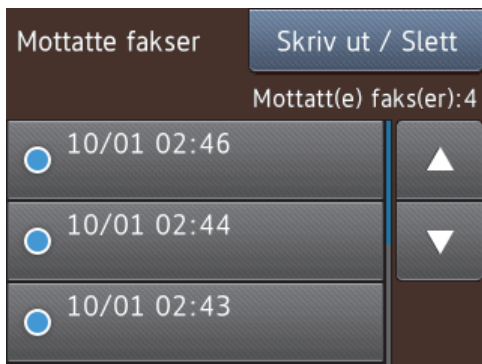 Mottatte fakser
Skriv ut / Slett
Mottatt(e) faks(er):4
10/01 02:46
10/01 02:44
10/01 02:43